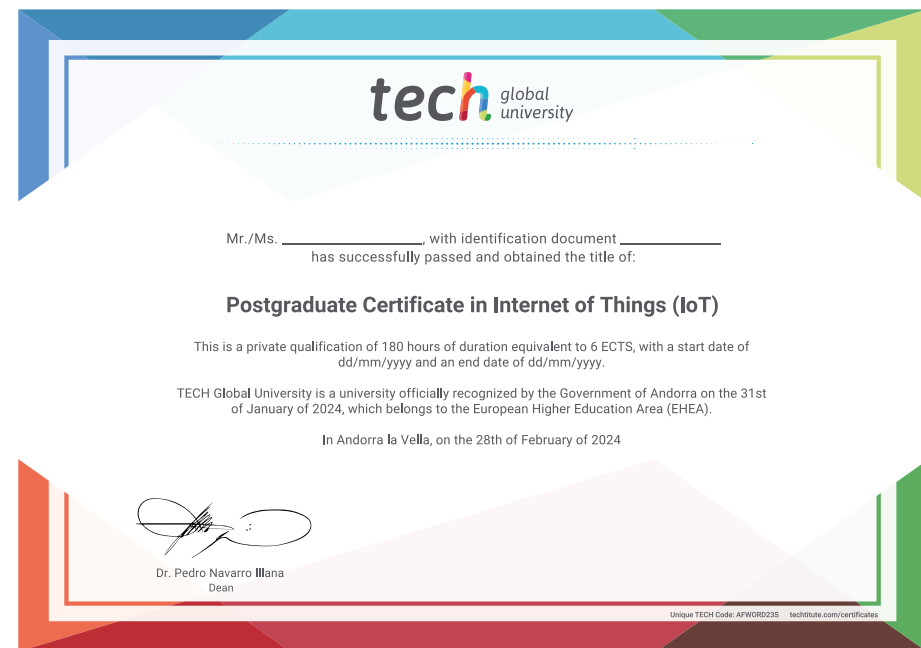 tech global university
Mr./Ms. ____________________, with identification document ______________
has successfully passed and obtained the title of:
Postgraduate Certificate in Internet of Things (IoT)
This is a private qualification of 180 hours of duration equivalent to 6 ECTS, with a start date of
dd/mm/yyyy and an end date of dd/mm/yyyy.
TECH Global University is a university officially recognized by the Government of Andorra on the 31st
of January of 2024, which belongs to the European Higher Education Area (EHEA).
In Andorra la Vella, on the 28th of February of 2024
Dr. Pedro Navarro Illana
Dean
Unique TECH Code: AFWORD23S techtitute.com/certificates